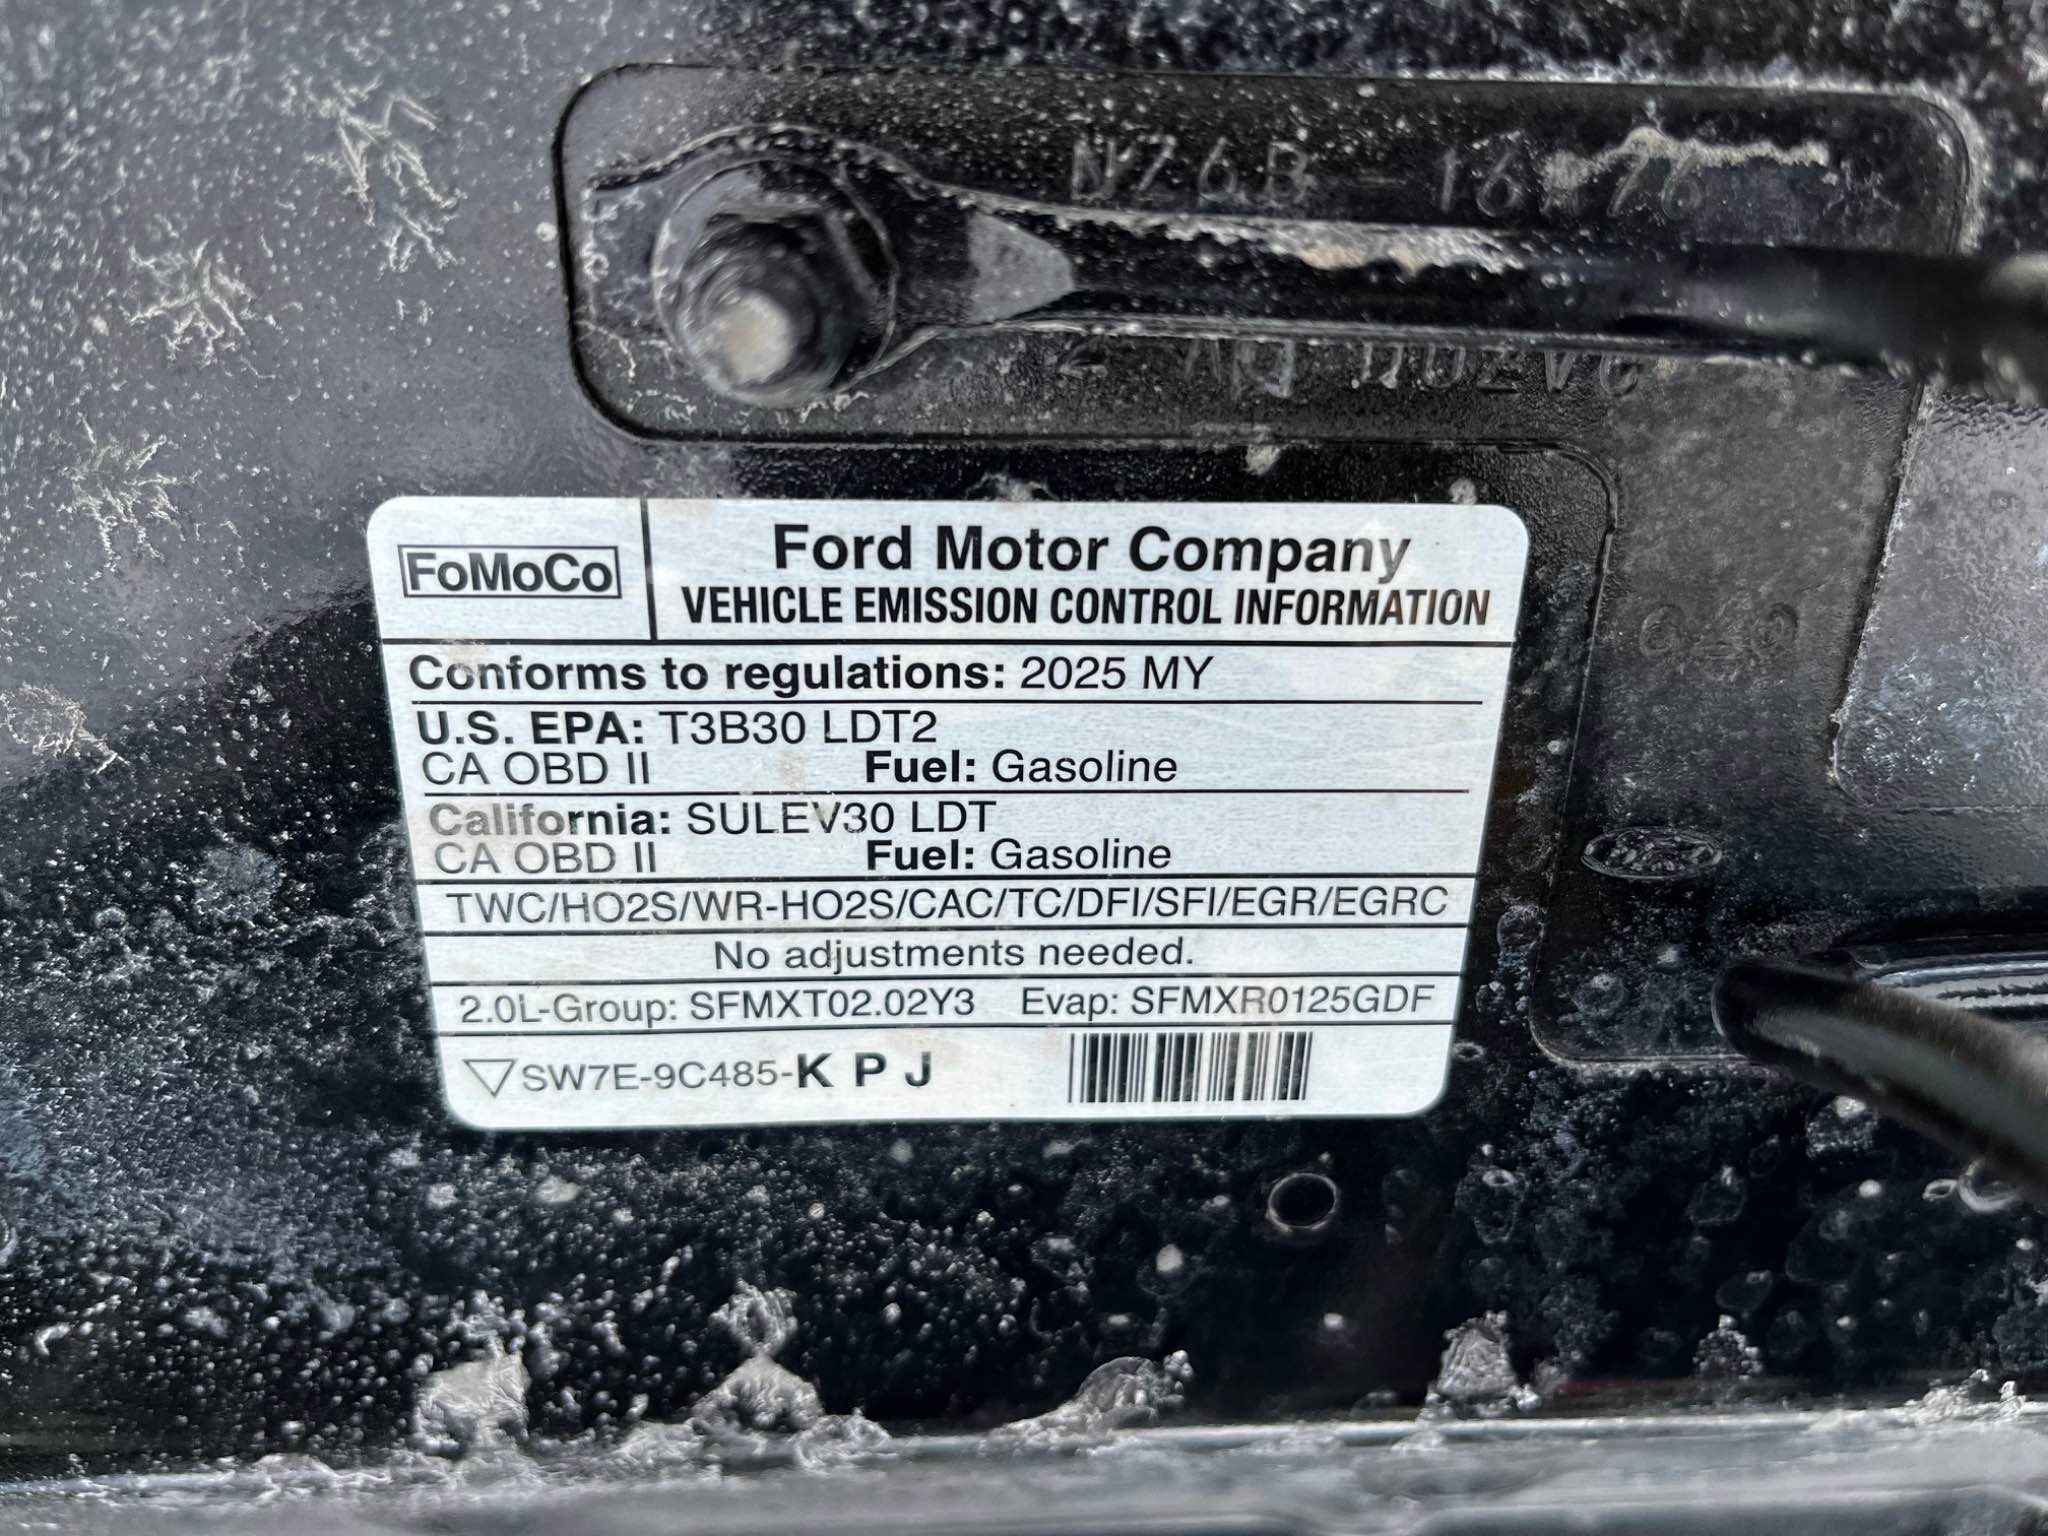 NZ6B-16
FoMoCo
Ford Motor Company
VEHICLE EMISSION CONTROL INFORMATION
Conforms to regulations: 2025 MY
U.S. EPA: T3B30 LDT2
CA OBD II Fuel: Gasoline
California: SULEV30 LDT
CA OBD II Fuel: Gasoline
TWC/HO2S/WR-HO2S/CAC/TC/DFI/SFI/EGR/EGRC
No adjustments needed.
2.0L-Group: SFMXT02.02Y3 Evap: SFMXR0125GDF
SW7E-9C485-K P J